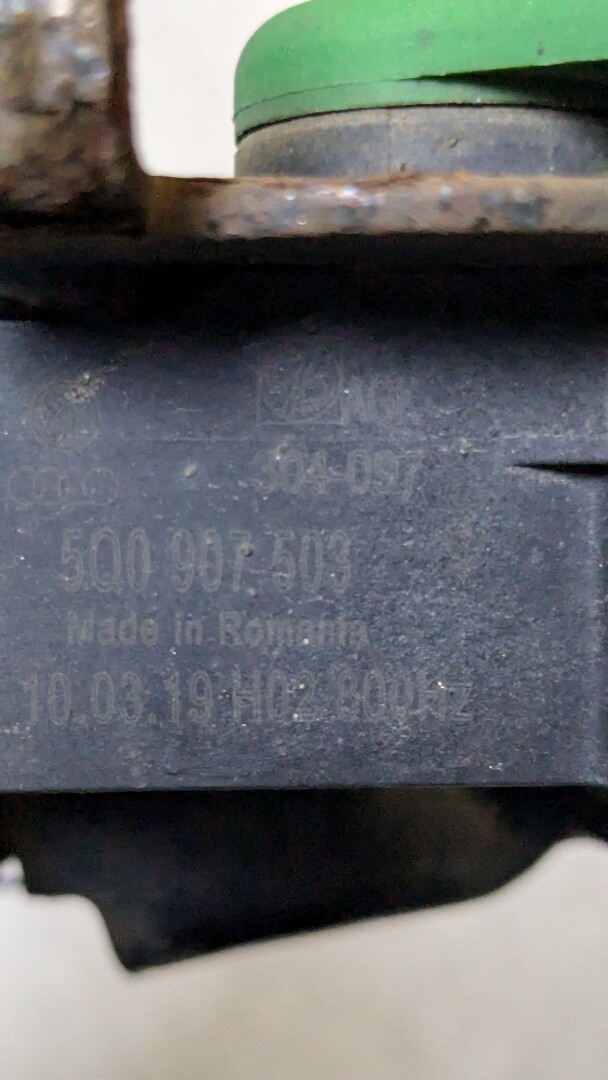 304-097
5Q0 907 503
Made in Romania
10.03.19 H02 800Hz